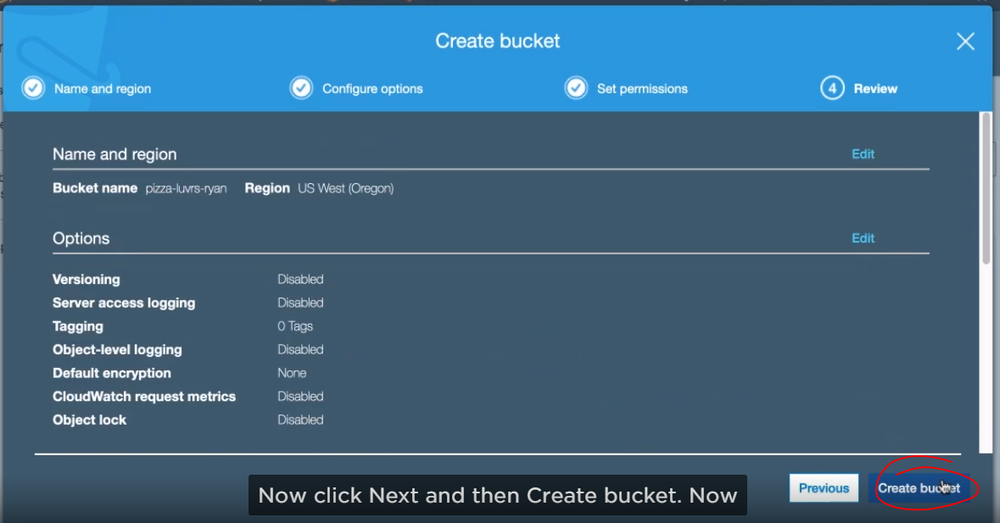 Create bucket
Name and region
Configure options
Set permissions
4 Review
Name and region Edit
Bucket name pizza-luvrs-ryan Region US West (Oregon)
Options Edit
Versioning Disabled
Server access logging Disabled
Tagging 0 Tags
Object-level logging Disabled
Default encryption None
CloudWatch request metrics Disabled
Object lock Disabled
Previous Create bucket
Now click Next and then Create bucket. Now